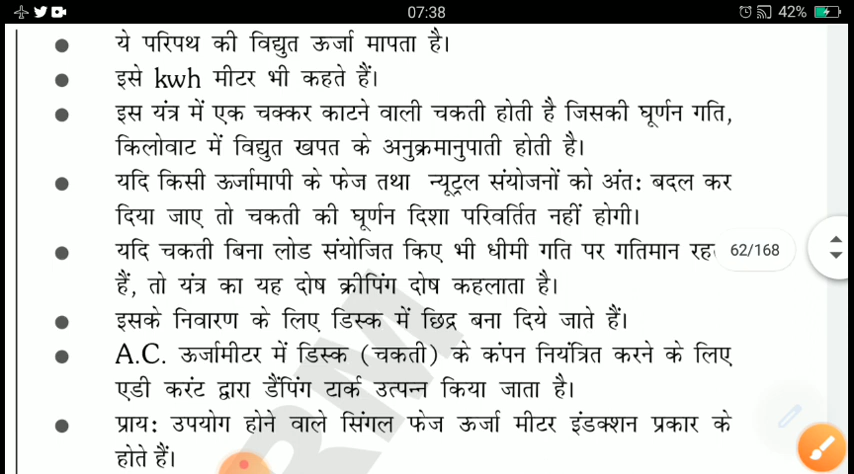 07:38
42%
ये परिपथ की विद्युत ऊर्जा मापता है।
इसे kwh मीटर भी कहते हैं।
इस यंत्र में एक चक्कर काटने वाली चकती होती है जिसकी घूर्णन गति,
किलोवाट में विद्युत खपत के अनुक्रमानुपाती होती है।
यदि किसी ऊर्जामापी के फेज तथा न्यूट्रल संयोजनों को अंत: बदल कर
दिया जाए तो चकती की घूर्णन दिशा परिवर्तित नहीं होगी।
यदि चकती बिना लोड संयोजित किए भी धीमी गति पर गतिमान रह
62/168
हैं, तो यंत्र का यह दोष क्रीपिंग दोष कहलाता है।
इसके निवारण के लिए डिस्क में छिद्र बना दिये जाते हैं।
A.C. ऊर्जामीटर में डिस्क (चकती) के कंपन नियंत्रित करने के लिए
एडी करंट द्वारा डैंपिंग टार्क उत्पन्न किया जाता है।
प्राय: उपयोग होने वाले सिंगल फेज ऊर्जा मीटर इंडक्शन प्रकार के
होते हैं।